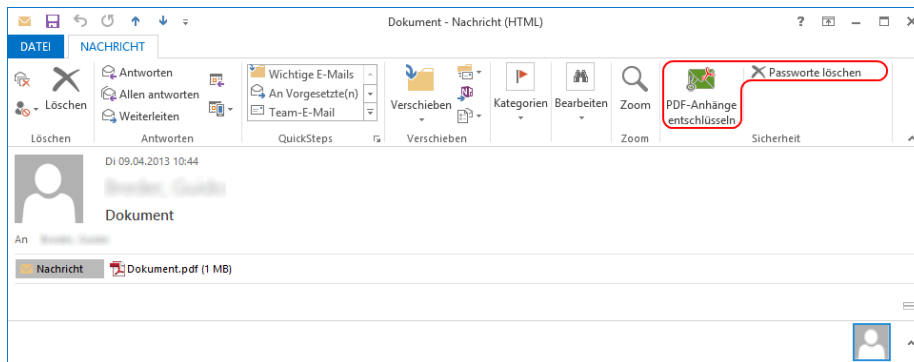 Dokument - Nachricht (HTML)
?
DATEI
NACHRICHT
Löschen
Löschen
Antworten
Allen antworten
Weiterleiten
Antworten
Wichtige E-Mails
An Vorgesetzte(n)
Team-E-Mail
QuickSteps
Verschieben
Verschieben
Kategorien
Bearbeiten
Zoom
Zoom
PDF-Anhänge
entschlüsseln
Passworte löschen
Sicherheit
Di 09.04.2013 10:44
Dokument
An
Nachricht
Dokument.pdf (1 MB)